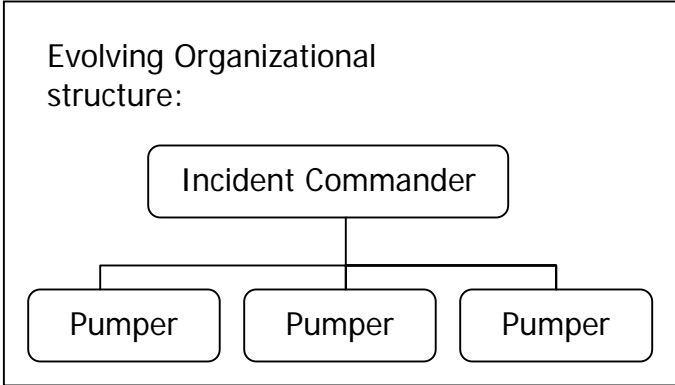 Evolving Organizational
structure:
Incident Commander
Pumper
Pumper
Pumper